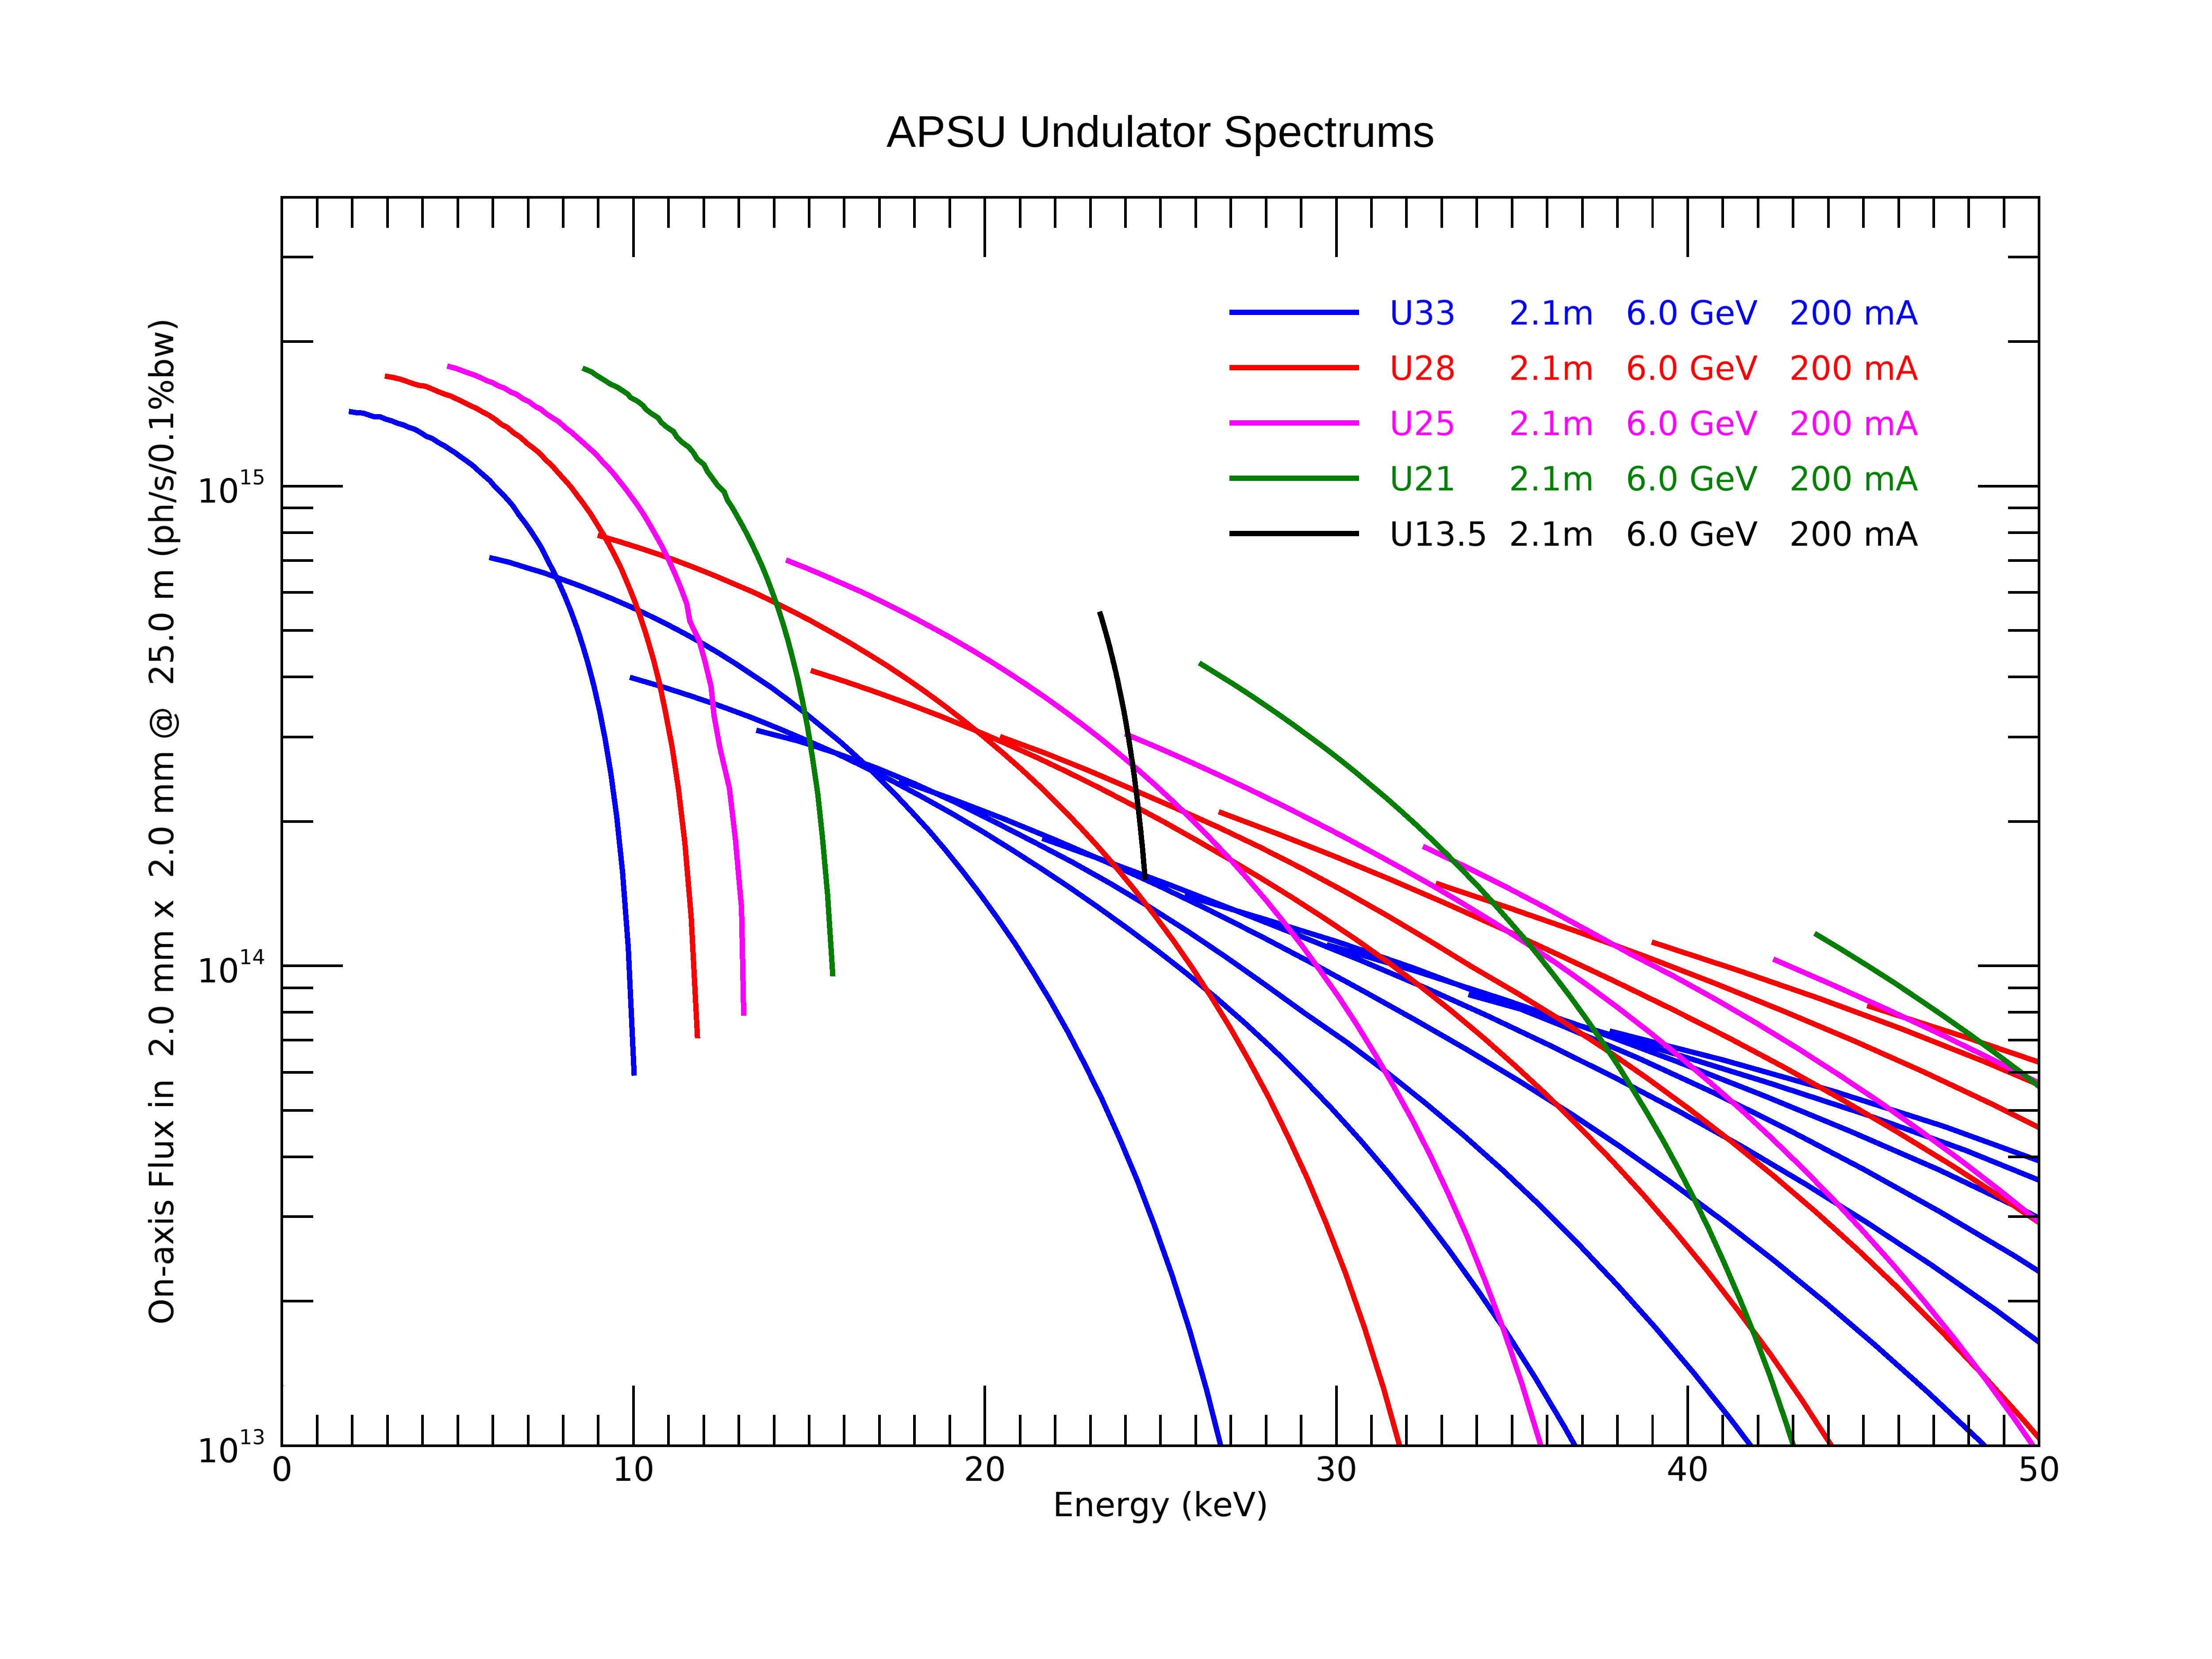 APSU Undulator Spectrums
U33 2.1m 6.0 GeV 200 mA
U28 2.1m 6.0 GeV 200 mA
U25 2.1m 6.0 GeV 200 mA
U21 2.1m 6.0 GeV 200 mA
U13.5 2.1m 6.0 GeV 200 mA
On-axis Flux in 2.0 mm x 2.0 mm @ 25.0 m (ph/s/0.1%bw)
10^15
10^14
10^13
0 10 20 30 40 50
Energy (keV)